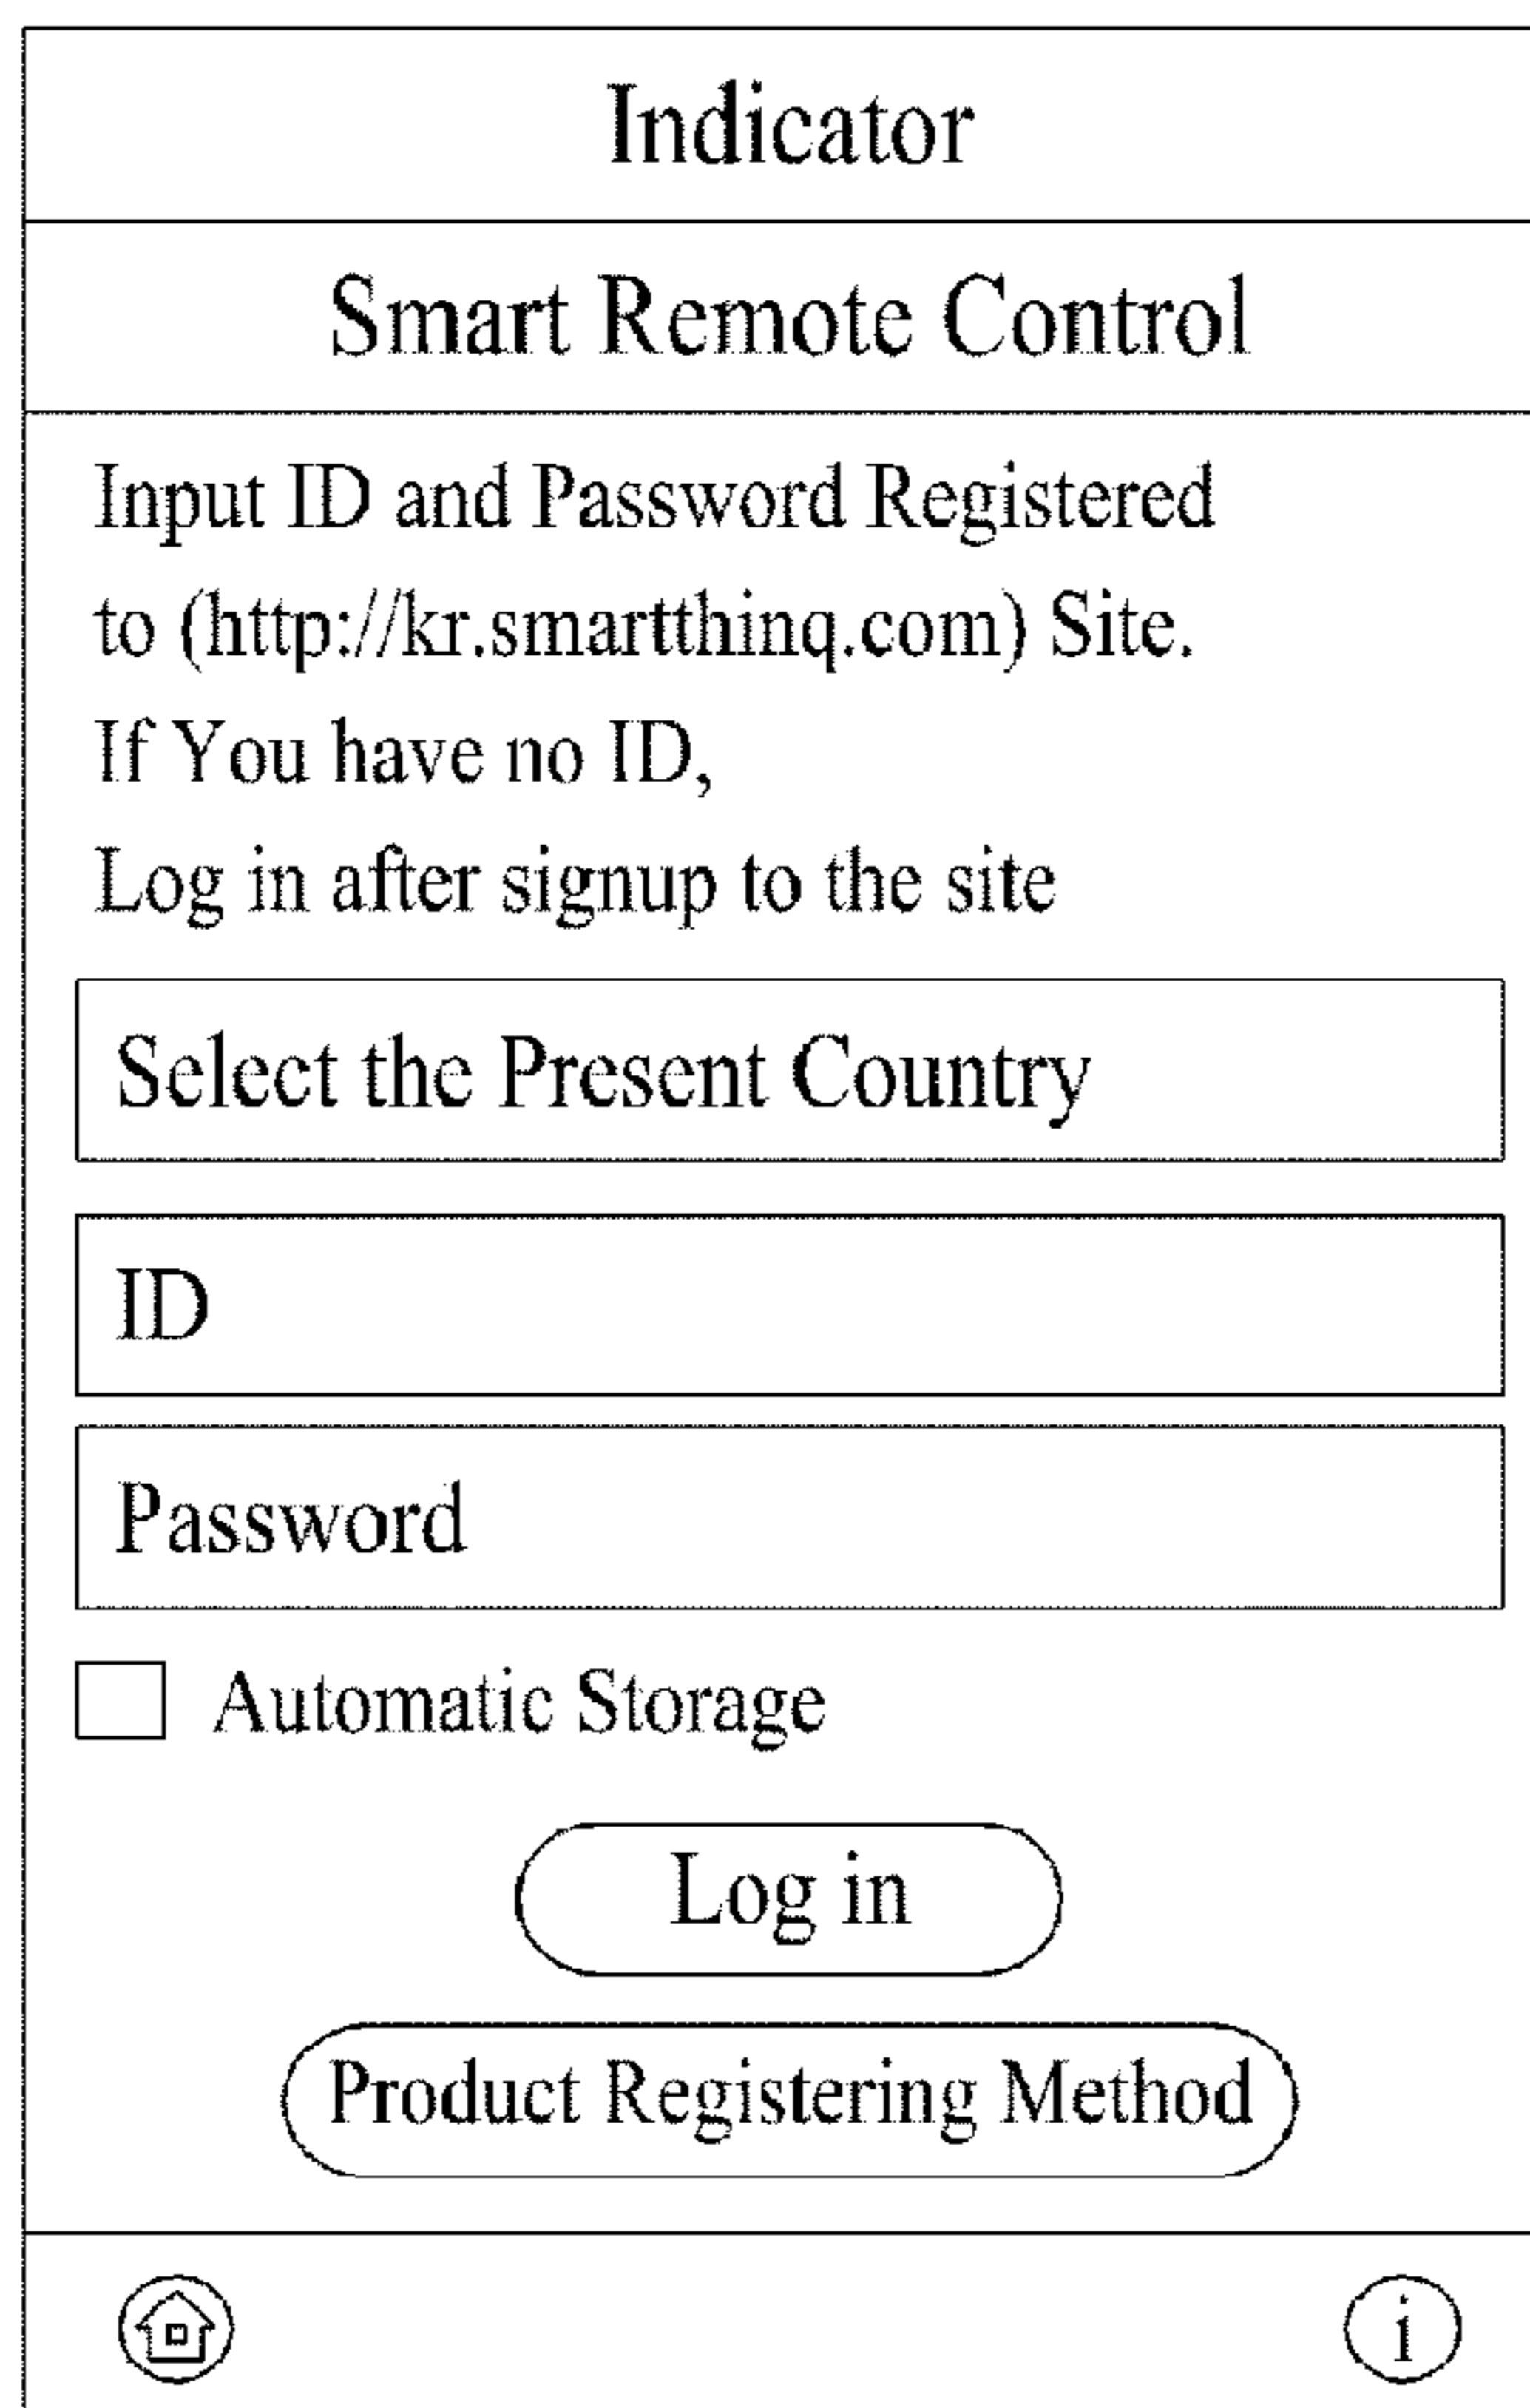 Indicator
Smart Remote Control
Input ID and Password Registered
to (http://kr.smartthinq.com) Site.
If You have no ID,
Log in after signup to the site
Select the Present Country
ID
Password
Automatic Storage
Log in
Product Registering Method
i